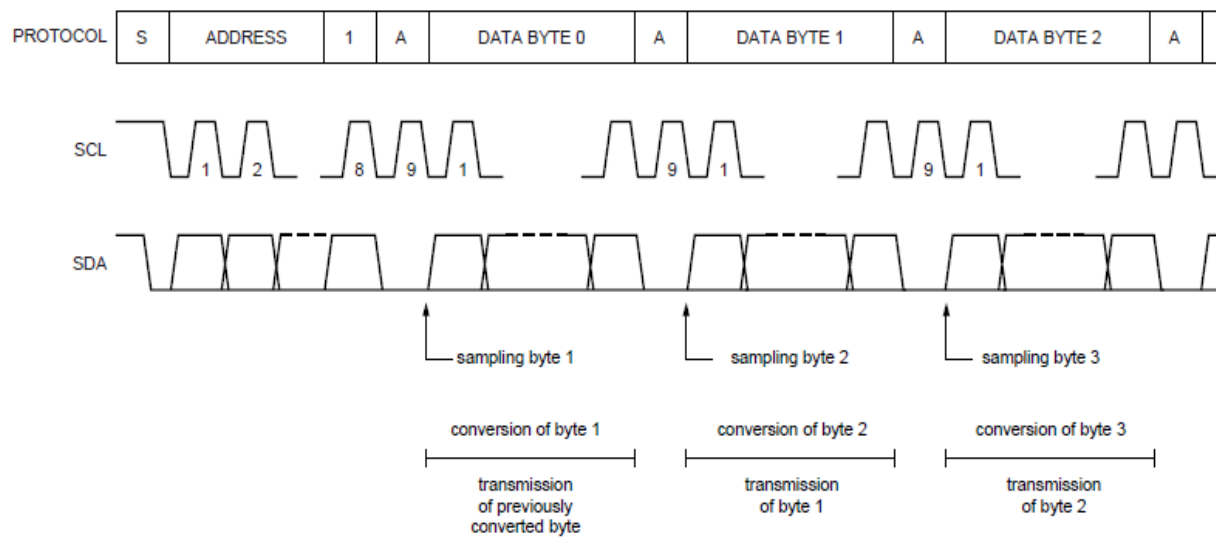 PROTOCOL S ADDRESS 1 A DATA BYTE 0 A DATA BYTE 1 A DATA BYTE 2 A
SCL 1 2 8 9 1 9 1 9 1
SDA
sampling byte 1 sampling byte 2 sampling byte 3
conversion of byte 1 conversion of byte 2 conversion of byte 3
transmission transmission transmission
of previously of byte 1 of byte 2
converted byte